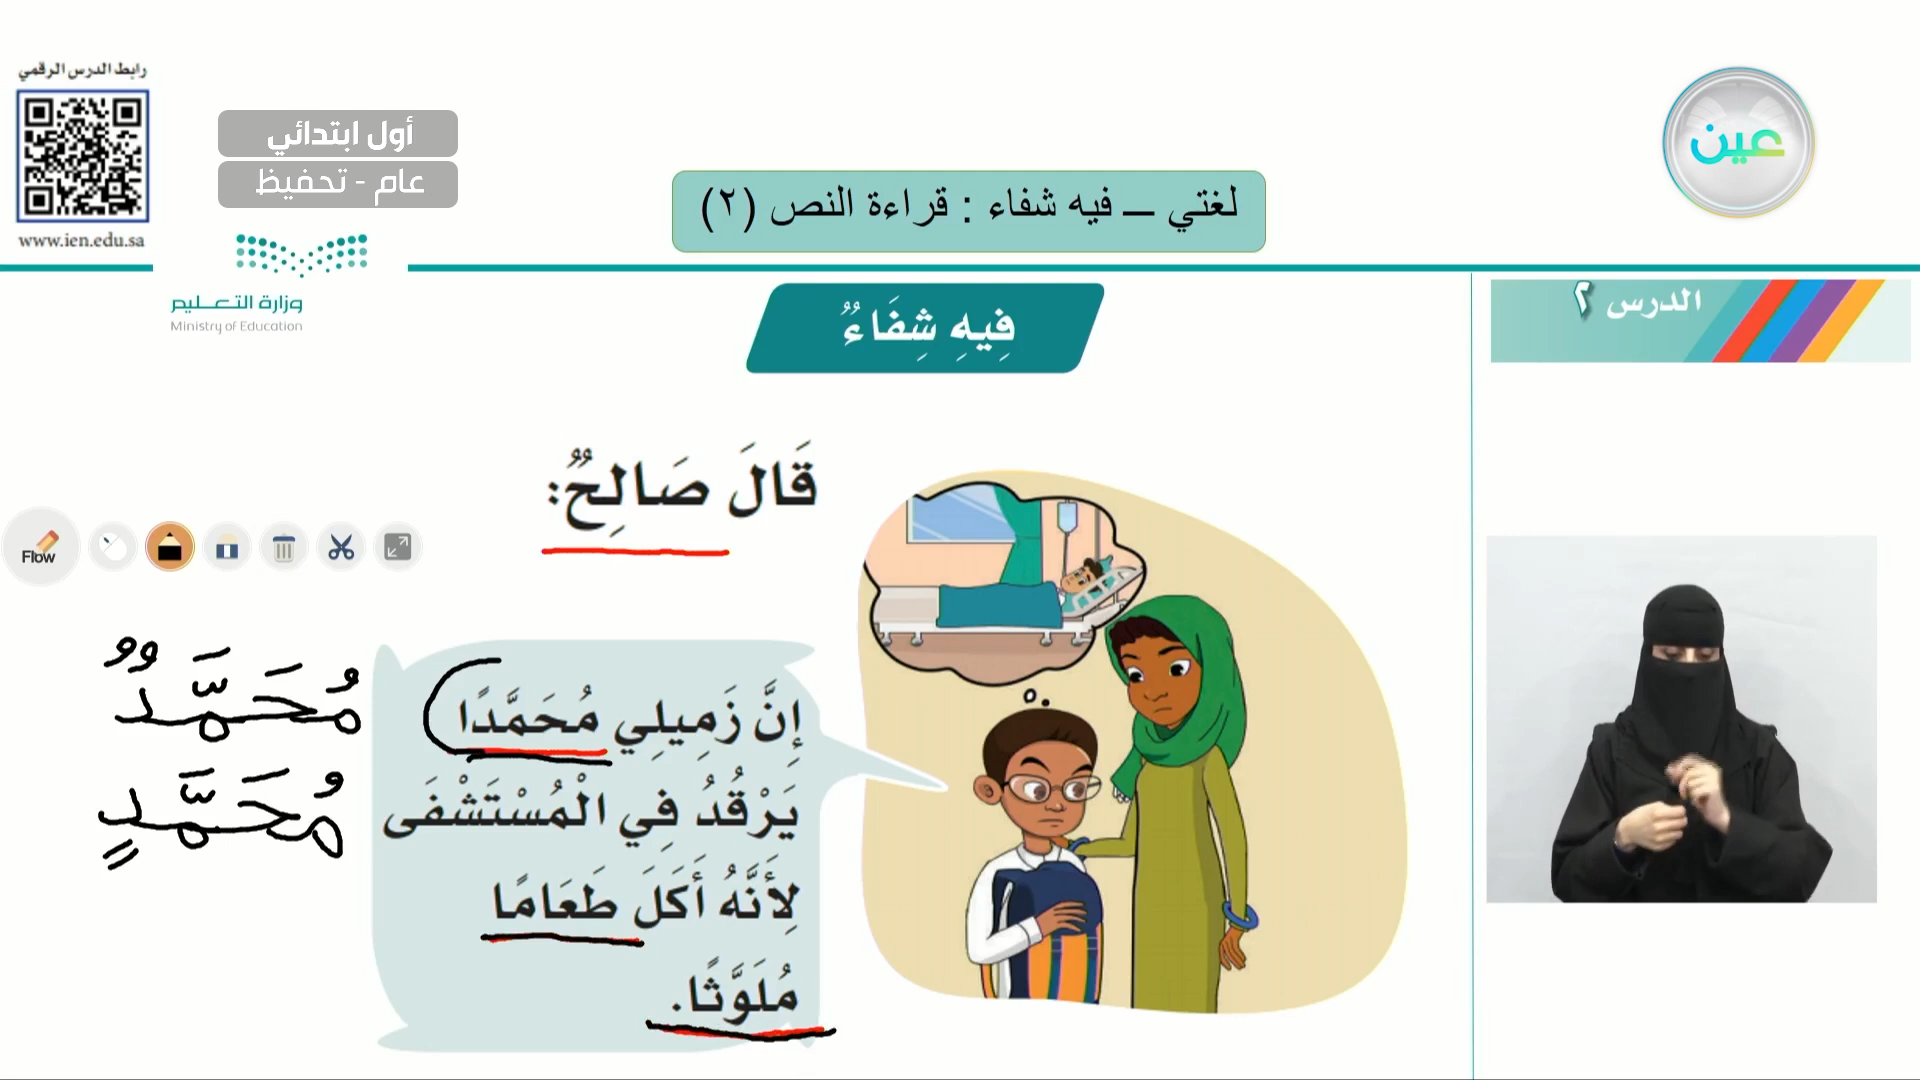 رابط الدرس الرقمي
www.ien.edu.sa
أول ابتدائي
عام - تحفيظ
وزارة التعليم
Ministry of Education
لغتي – فيه شفاء : قراءة النص (٢)
عين
الدرس ٢
فِيهِ شِفَاءٌ
قَالَ صَالِحٌ:
إِنَّ زَمِيلِي مُحَمَّدًا
يَرْقُدُ فِي الْمُسْتَشْفَى
لِأَنَّهُ أَكَلَ طَعَامًا
مُلَوَّثًا.
Flow
مُحَمَّدٌ
مُحَمَّدٍ